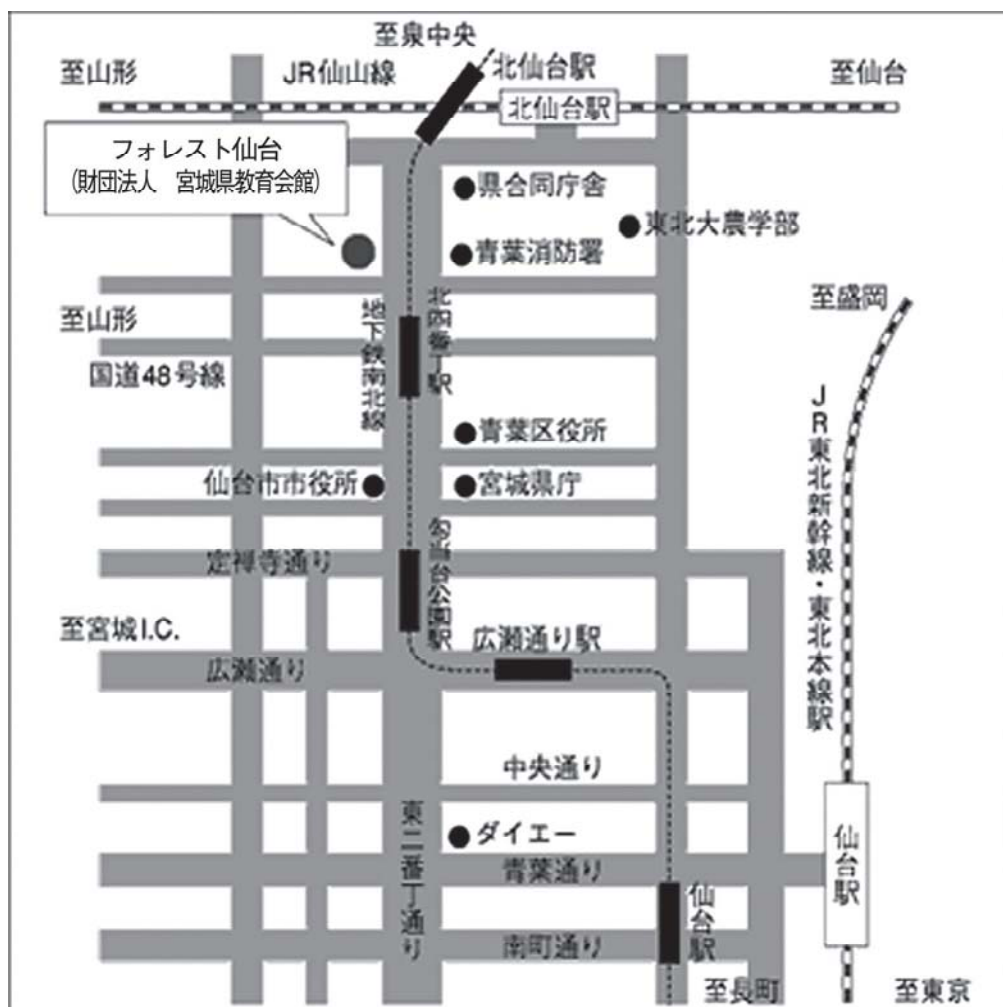 至泉中央
至山形
JR仙山線
北仙台駅
至仙台
北仙台駅
フォレスト仙台
(財団法人　宮城県教育会館)
県合同庁舎
東北大農学部
青葉消防署
至盛岡
至山形
地下鉄南北線
北四番丁駅
国道48号線
JR東北新幹線・東北本線駅
青葉区役所
仙台市市役所
宮城県庁
定禅寺通り
勾当台公園駅
至宮城I.C.
広瀬通り駅
広瀬通り
中央通り
東二番丁通り
ダイエー
青葉通り
仙台駅
仙台駅
南町通り
至長町
至東京